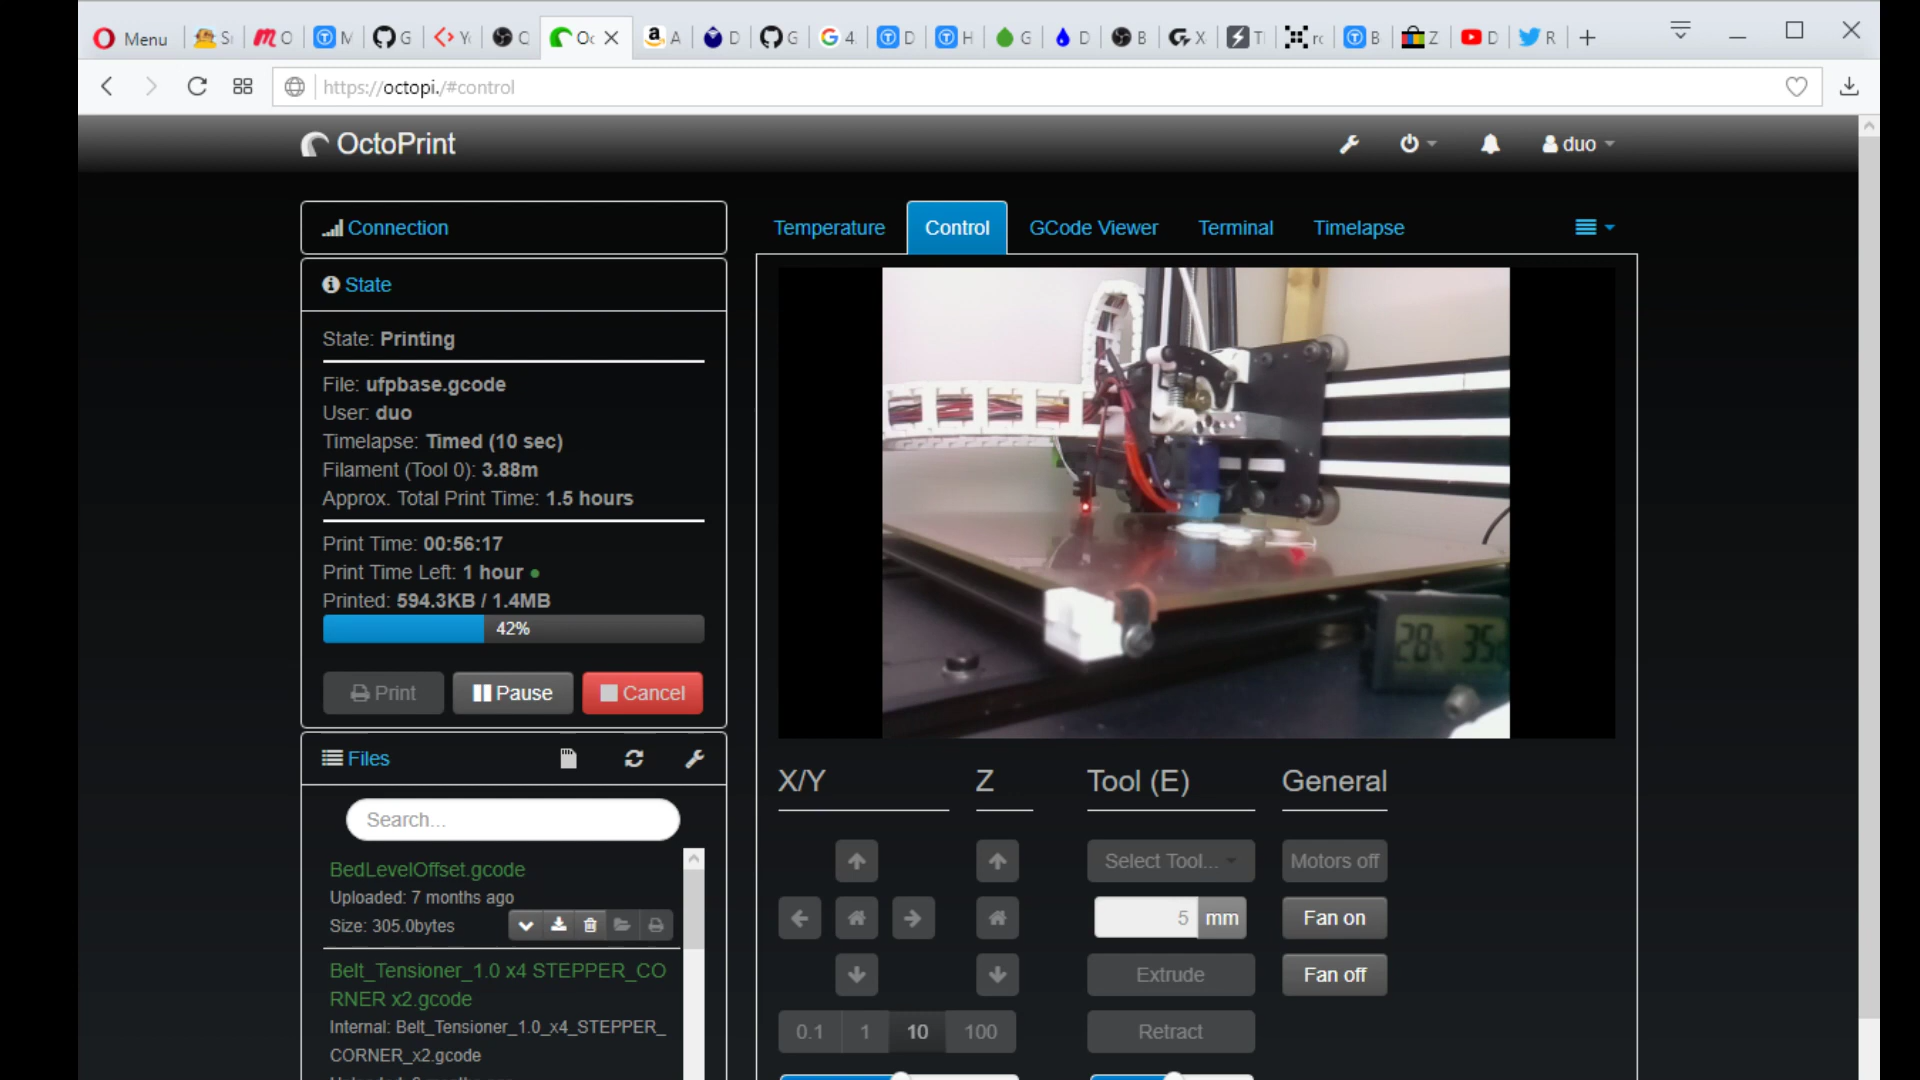 Menu
S
O
M
G
Y
O
Oc
A
D
G
4.
D
H
G
D
B
X
T
ro
B
Z
D
R
https://octopi./#control
OctoPrint
duo
Connection
State
State: Printing
File: ufpbase.gcode
User: duo
Timelapse: Timed (10 sec)
Filament (Tool 0): 3.88m
Approx. Total Print Time: 1.5 hours
Print Time: 00:56:17
Print Time Left: 1 hour
Printed: 594.3KB / 1.4MB
42%
Print
Pause
Cancel
Files
Search...
BedLevelOffset.gcode
Uploaded: 7 months ago
Size: 305.0bytes
Belt_Tensioner_1.0 x4 STEPPER_CO
RNER x2.gcode
Internal: Belt_Tensioner_1.0_x4_STEPPER_
CORNER_x2.gcode
Temperature
Control
GCode Viewer
Terminal
Timelapse
X/Y
Z
Tool (E)
General
Select Tool...
Motors off
5 mm
Fan on
Extrude
Fan off
0.1 1 10 100
Retract